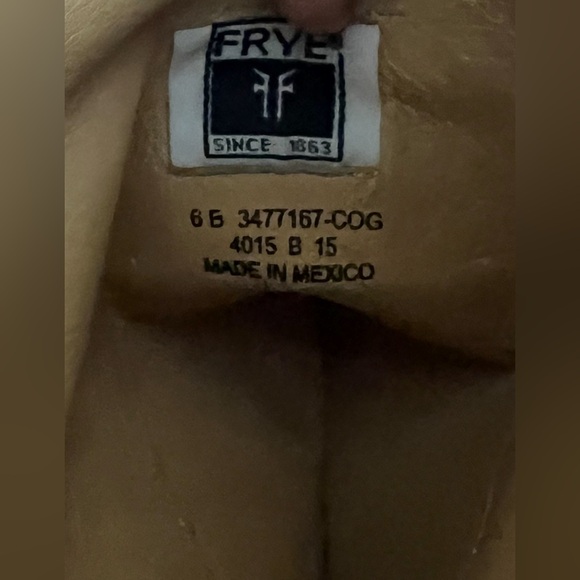 FRYE
SINCE 1863
6 B 3477167-COG
4015 B 15
MADE IN MEXICO